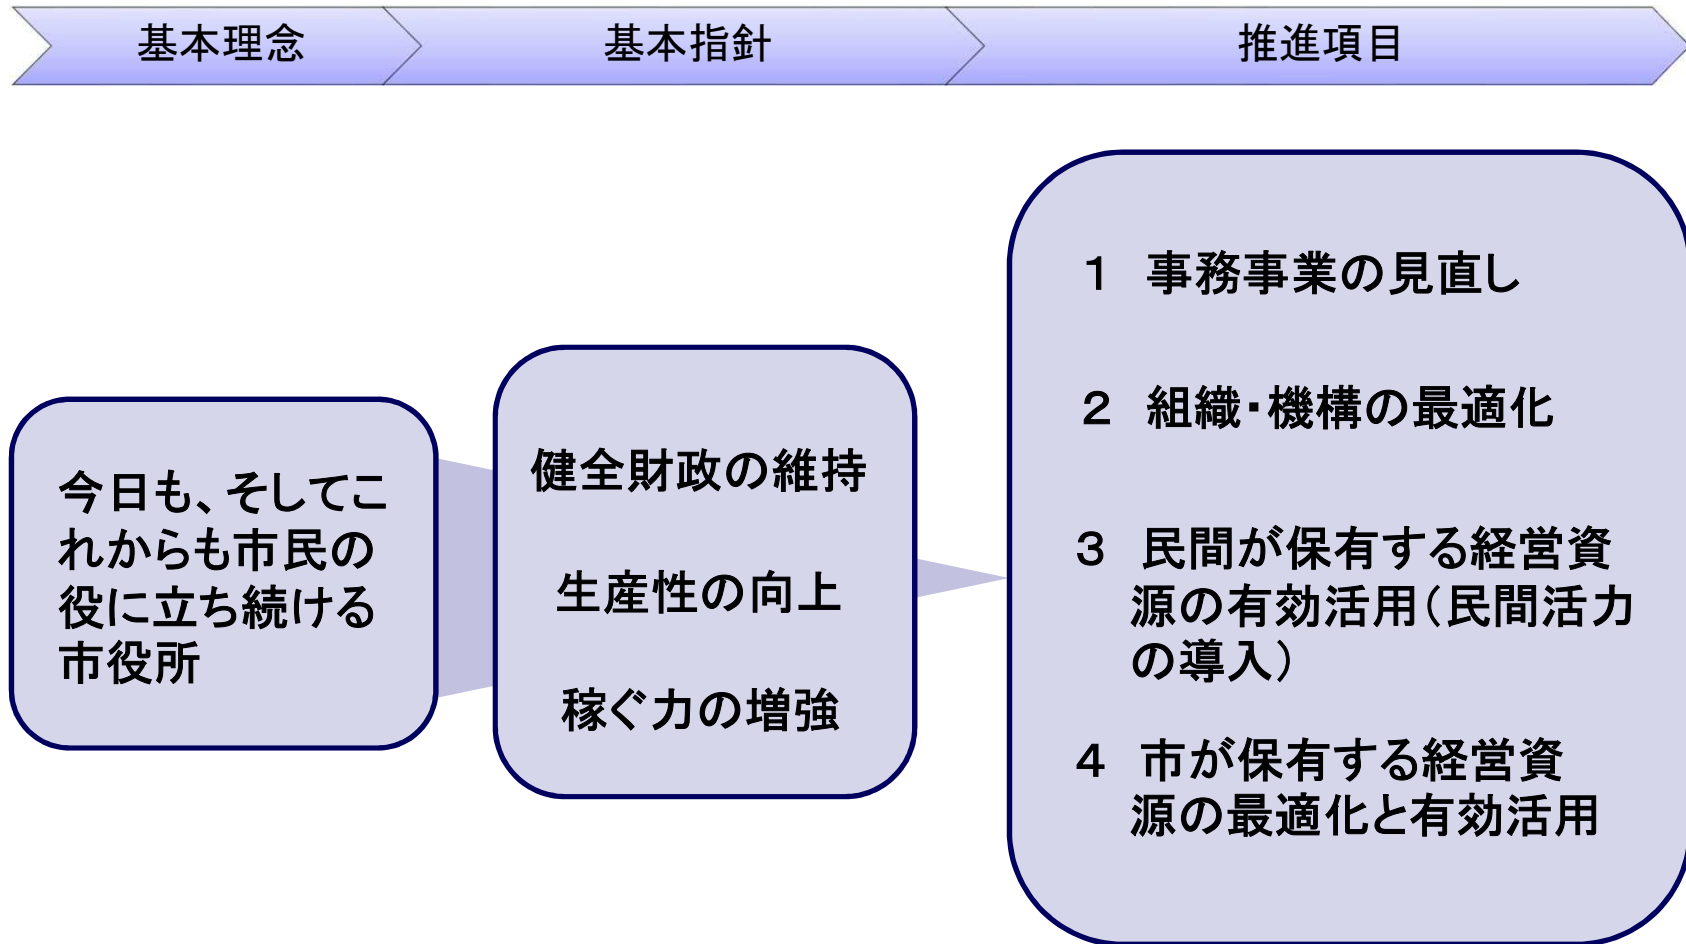 基本理念
基本指針
推進項目
今日も、そしてこ
れからも市民の
役に立ち続ける
市役所
健全財政の維持
生産性の向上
稼ぐ力の増強
１　事務事業の見直し
２　組織・機構の最適化
３　民間が保有する経営資
源の有効活用（民間活力
の導入）
４　市が保有する経営資
源の最適化と有効活用